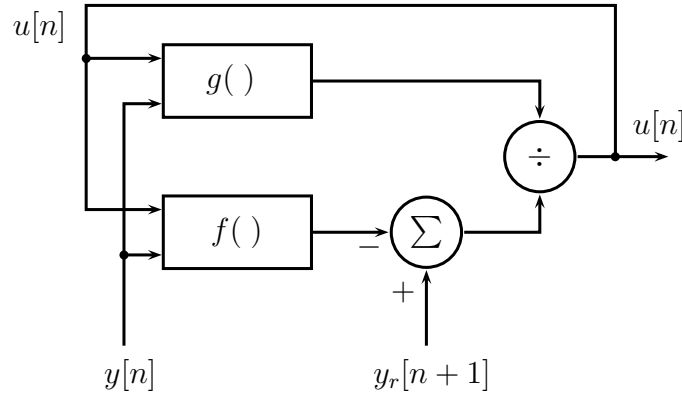 u[n]
g( )
u[n]
÷
f( )
−
∑
+
y[n]
y_r[n + 1]